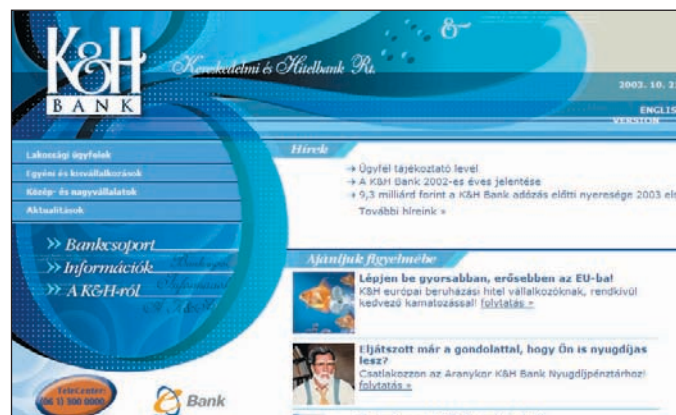 K&H
BANK
Kereskedelmi és Hitelbank Rt.
2003. 10. 2
ENGLIS
VERSION
Lakossági ügyfelek
Egyéni és kisvállalkozások
Közép- és nagyvállalatok
Aktualitások
Bankcsoport
Információk
A K&H-ról
Hírek
Ügyfél tájékoztató levél
A K&H Bank 2002-es éves jelentése
9,3 milliárd forint a K&H Bank adózás előtti nyeresége 2003 els
További híreink »
Ajánljuk figyelmébe
Lépjen be gyorsabban, erősebben az EU-ba!
K&H európai beruházási hitel vállalkozóknak, rendkívül
kedvező kamatozással! folytatás »
Eljátszott már a gondolattal, hogy Ön is nyugdíjas
lesz?
Csatlakozzon az Aranykor K&H Bank Nyugdíjpénztárhoz!
folytatás »
TeleCenter
(06 1) 300 0000
Bank